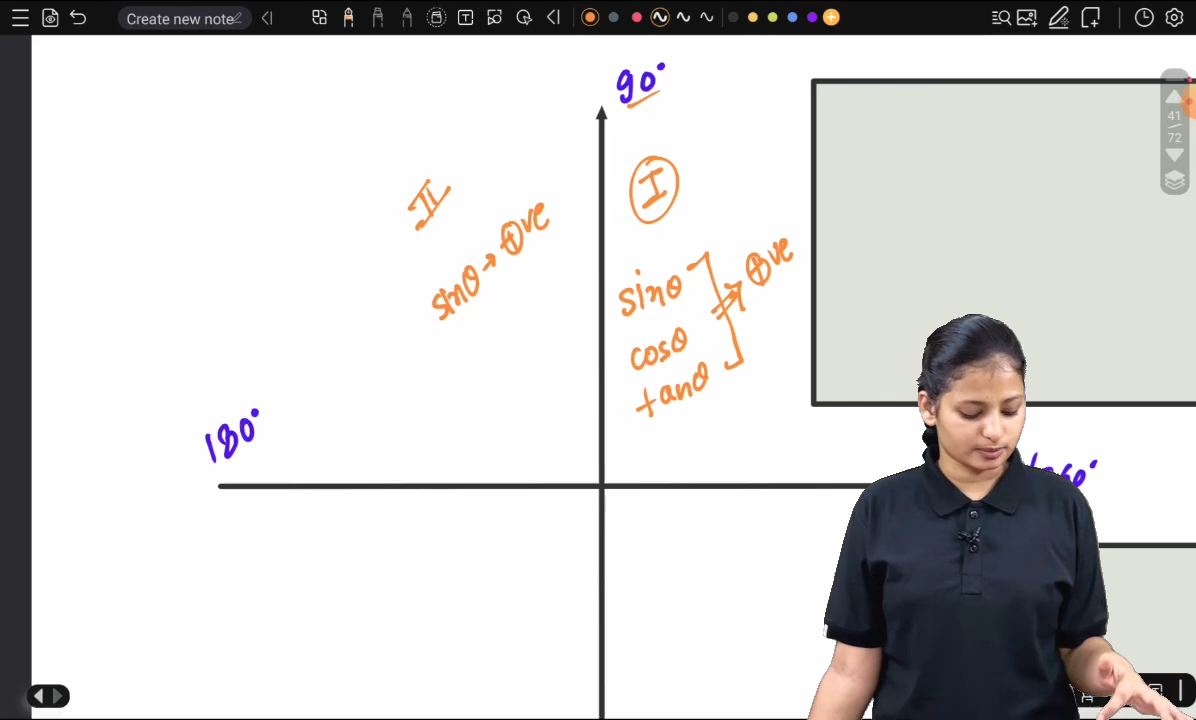 Create new note
41
72
90°
I
II
sinθ → ⊕ve
sinθ
cosθ
tanθ
⊕ve
180°